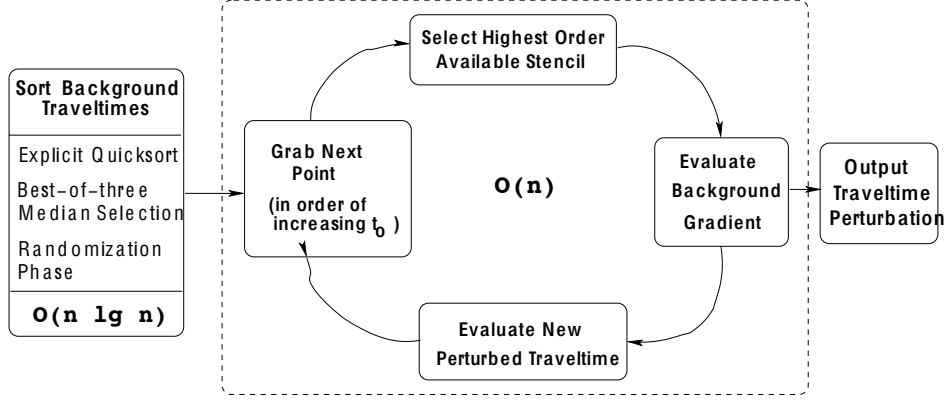 Sort Background
Traveltimes
Explicit Quicksort
Best-of-three
Median Selection
Randomization
Phase
O(n lg n)
Grab Next
Point
(in order of
increasing t0 )
Select Highest Order
Available Stencil
O(n)
Evaluate
Background
Gradient
Evaluate New
Perturbed Traveltime
Output
Traveltime
Perturbation